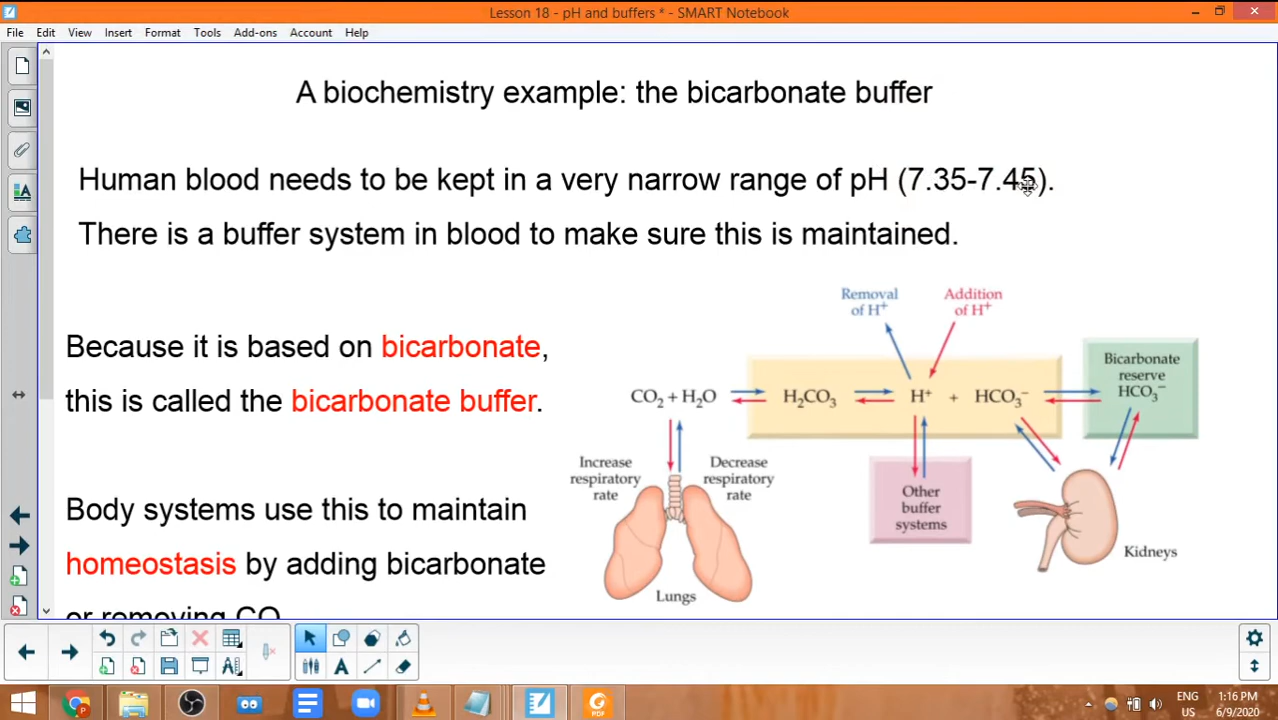 Lesson 18 - pH and buffers * - SMART Notebook
File Edit View Insert Format Tools Add-ons Account Help
A biochemistry example: the bicarbonate buffer
Human blood needs to be kept in a very narrow range of pH (7.35-7.45).
There is a buffer system in blood to make sure this is maintained.
Because it is based on bicarbonate,
this is called the bicarbonate buffer.
Body systems use this to maintain
homeostasis by adding bicarbonate
or removing CO
Removal
of H⁺
Addition
of H⁺
CO₂ + H₂O
H₂CO₃
H⁺ + HCO₃⁻
Bicarbonate
reserve
HCO₃⁻
Increase
respiratory
rate
Decrease
respiratory
rate
Lungs
Other
buffer
systems
Kidneys
ENG
US
1:16 PM
6/9/2020
PDF